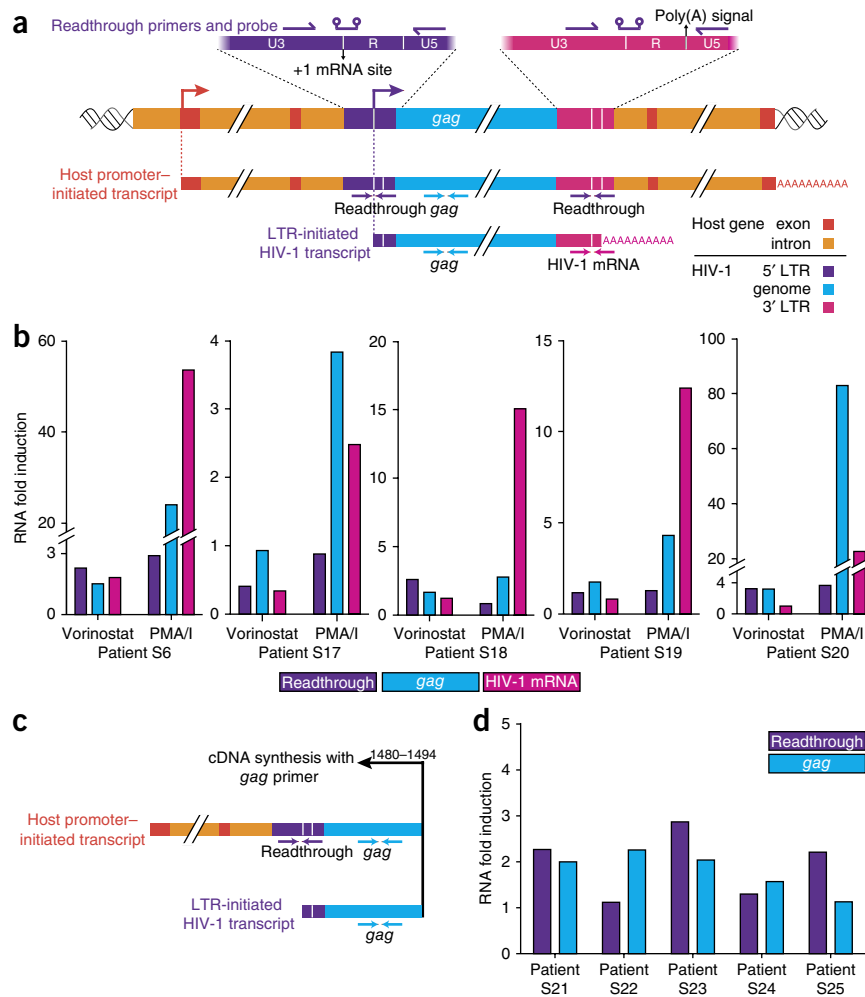 a
Readthrough primers and probe
Poly(A) signal
U3 R U5
U3 R U5
+1 mRNA site
gag
Host promoter–
initiated transcript
AAAAAAAAAA
Readthrough gag
Readthrough
LTR-initiated
HIV-1 transcript
AAAAAAAAAA
gag
HIV-1 mRNA
Host gene exon
intron
HIV-1 5′ LTR
genome
3′ LTR
b
RNA fold induction
60
50
40
20
3
0
Vorinostat PMA/I
Patient S6
4
3
2
1
0
Vorinostat PMA/I
Patient S17
20
15
10
5
0
Vorinostat PMA/I
Patient S18
15
10
5
0
Vorinostat PMA/I
Patient S19
100
80
60
40
20
4
0
Vorinostat PMA/I
Patient S20
Readthrough gag HIV-1 mRNA
c
cDNA synthesis with
gag primer
1480–1494
Host promoter–
initiated transcript
Readthrough gag
LTR-initiated
HIV-1 transcript
gag
d
RNA fold induction
5
4
3
2
1
0
Readthrough
gag
Patient S21
Patient S22
Patient S23
Patient S24
Patient S25